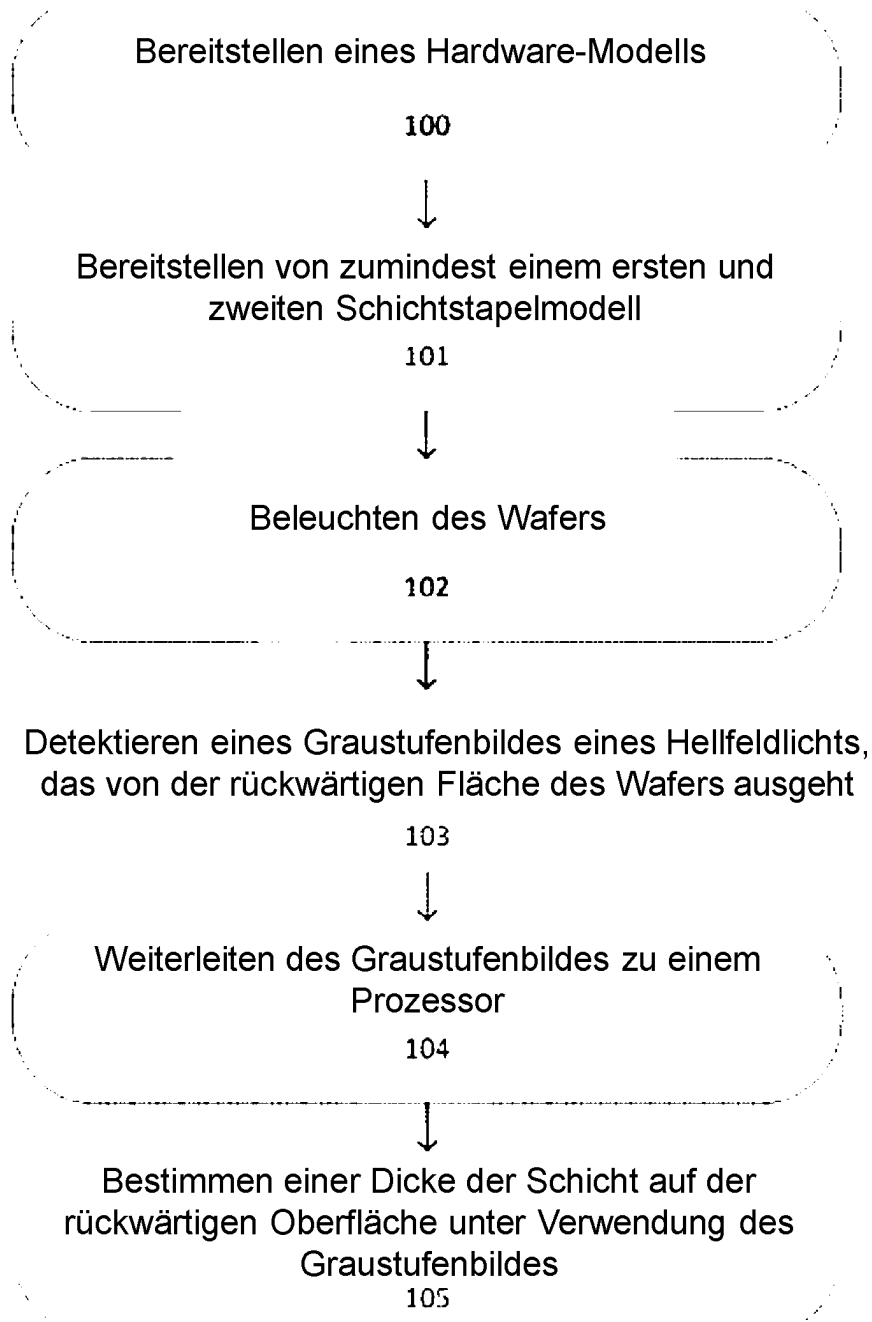 Bereitstellen eines Hardware-Modells
100
Bereitstellen von zumindest einem ersten und
zweiten Schichtstapelmodell
101
Beleuchten des Wafers
102
Detektieren eines Graustufenbildes eines Hellfeldlichts,
das von der rückwärtigen Fläche des Wafers ausgeht
103
Weiterleiten des Graustufenbildes zu einem
Prozessor
104
Bestimmen einer Dicke der Schicht auf der
rückwärtigen Oberfläche unter Verwendung des
Graustufenbildes
105